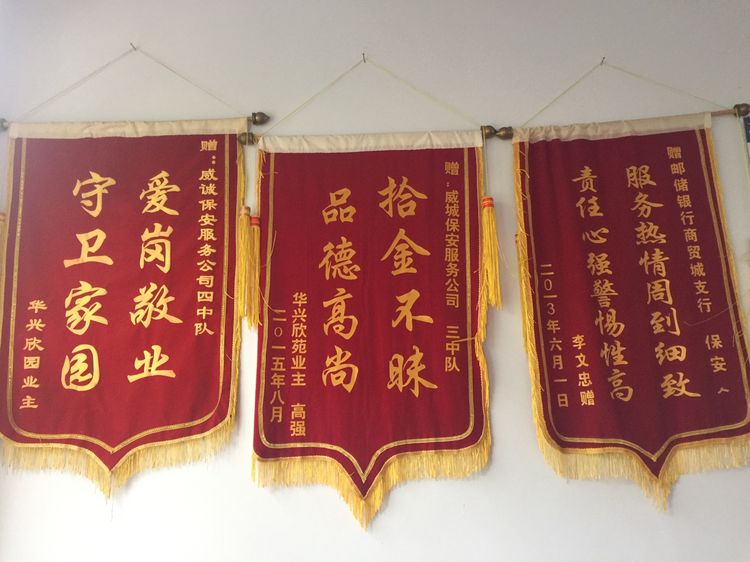 赠：威诚保安服务公司四中队
爱岗敬业
守卫家园
华兴欣园业主
赠：威城保安服务公司 三中队
拾金不昧
品德高尚
华兴欣苑业主 高强
二〇一五年八月
赠邮储银行商贸城支行 保安
服务热情周到细致
责任心强警惕性高
李文忠赠
二〇一3年六月一日